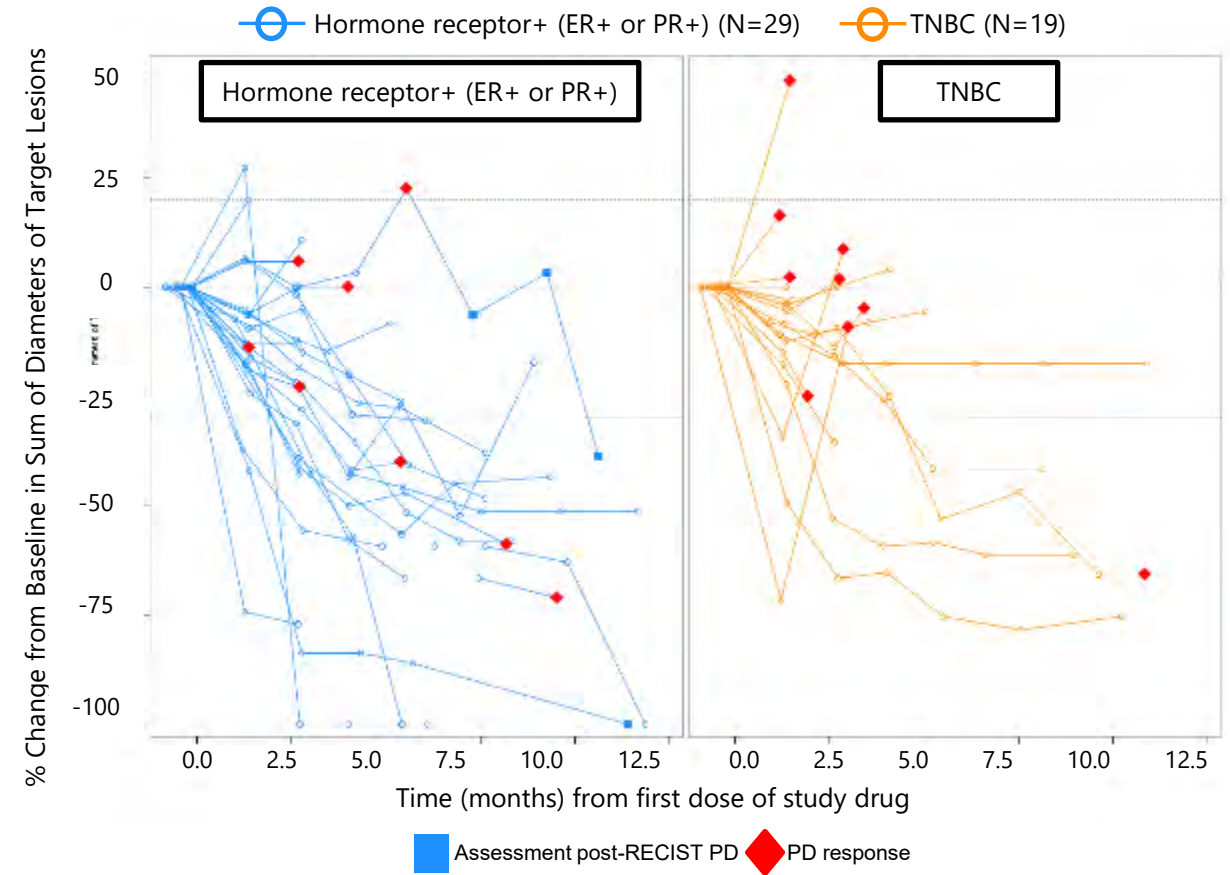 Hormone receptor+ (ER+ or PR+) (N=29) TNBC (N=19)
% Change from Baseline in Sum of Diameters of Target Lesions
Hormone receptor+ (ER+ or PR+)
TNBC
50
25
0
-25
-50
-75
-100
0.0 2.5 5.0 7.5 10.0 12.5 0.0 2.5 5.0 7.5 10.0 12.5
Time (months) from first dose of study drug
Assessment post-RECIST PD PD response